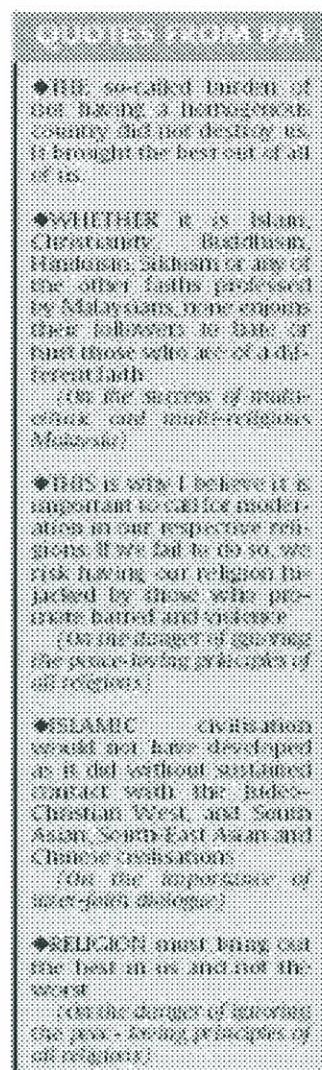 QUOTES FROM PM
◆THE so-called burden of
not having a homogenous
country did not destroy us.
It brought the best out of all
of us.
◆WHETHER it is Islam,
Christianity, Buddhism,
Hinduism, Sikhism or any of
the other faiths professed
by Malaysians, none enjoins
their followers to hate or
hurt those who are of a dif-
ferent faith
(On the success of multi-
ethnic and multi-religious
Malaysia)
◆THIS is why I believe it is
important to call for moder-
ation in our respective reli-
gions. If we fail to do so, we
risk having our religion hi-
jacked by those who pro-
mote hatred and violence
(On the danger of ignoring
the peace-loving principles of
all religions)
◆ISLAMIC civilisation
would not have developed
as it did without sustained
contact with the Judeo-
Christian West, and South
Asian, South-East Asian and
Chinese civilisations
(On the importance of
inter-faith dialogue)
◆RELIGION must bring out
the best in us and not the
worst
(On the danger of ignoring
the - loving principles of
all religions)